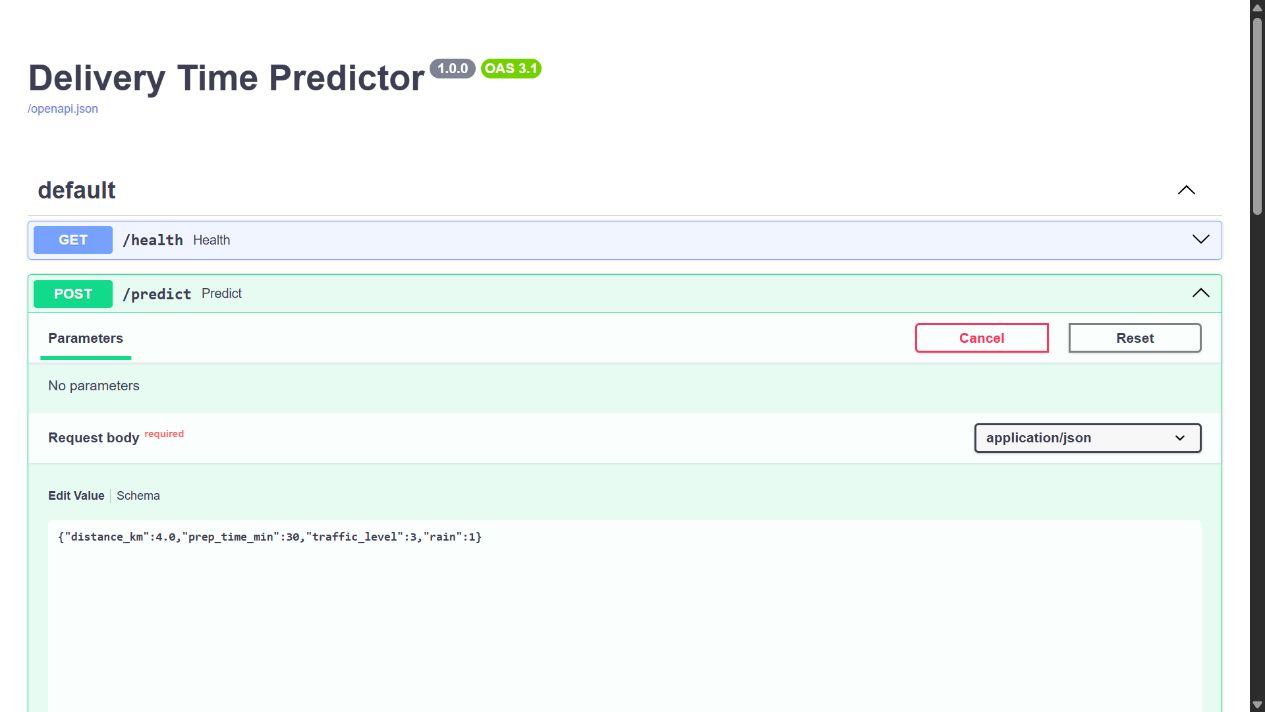 Delivery Time Predictor 1.0.0 OAS 3.1
/openapi.json
default
GET /health Health
POST /predict Predict
Parameters Cancel Reset
No parameters
Request body required application/json
Edit Value Schema
{"distance_km":4.0,"prep_time_min":30,"traffic_level":3,"rain":1}